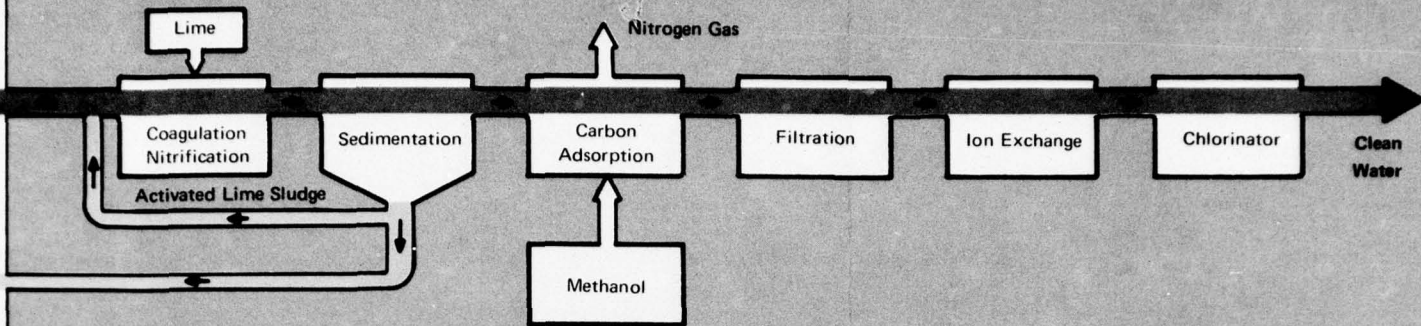 Lime
Nitrogen Gas
Coagulation
Nitrification
Sedimentation
Carbon
Adsorption
Filtration
Ion Exchange
Chlorinator
Clean
Water
Activated Lime Sludge
Methanol